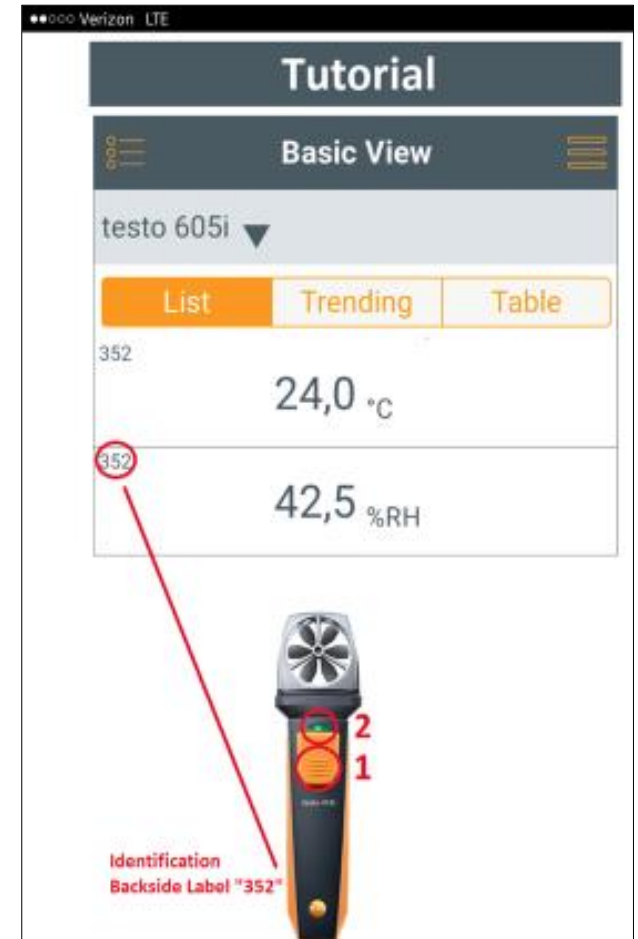 Verizon LTE
Tutorial
Basic View
testo 605i
List Trending Table
352
24,0 °C
352
42,5 %RH
2
1
Identification
Backside Label "352"